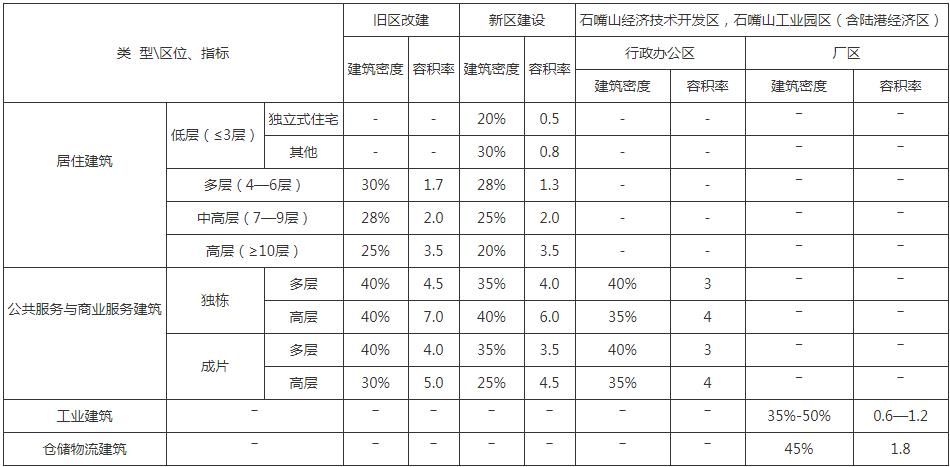 类 型\区位、指标 旧区改建 新区建设 石嘴山经济技术开发区，石嘴山工业园区（含陆港经济区）
行政办公区 厂区
建筑密度 容积率 建筑密度 容积率 建筑密度 容积率 建筑密度 容积率
居住建筑 低层（≤3层） 独立式住宅 - - 20% 0.5 - - - -
其他 - - 30% 0.8 - - - -
多层（4—6层） 30% 1.7 28% 1.3 - - - -
中高层（7—9层） 28% 2.0 25% 2.0 - - - -
高层（≥10层） 25% 3.5 20% 3.5 - - - -
公共服务与商业服务建筑 独栋 多层 40% 4.5 35% 4.0 40% 3 - -
高层 40% 7.0 40% 6.0 35% 4 - -
成片 多层 40% 4.0 35% 3.5 40% 3 - -
高层 30% 5.0 25% 4.5 35% 4 - -
工业建筑 - - - - - - - - 35%-50% 0.6—1.2
仓储物流建筑 - - - - - - - - 45% 1.8